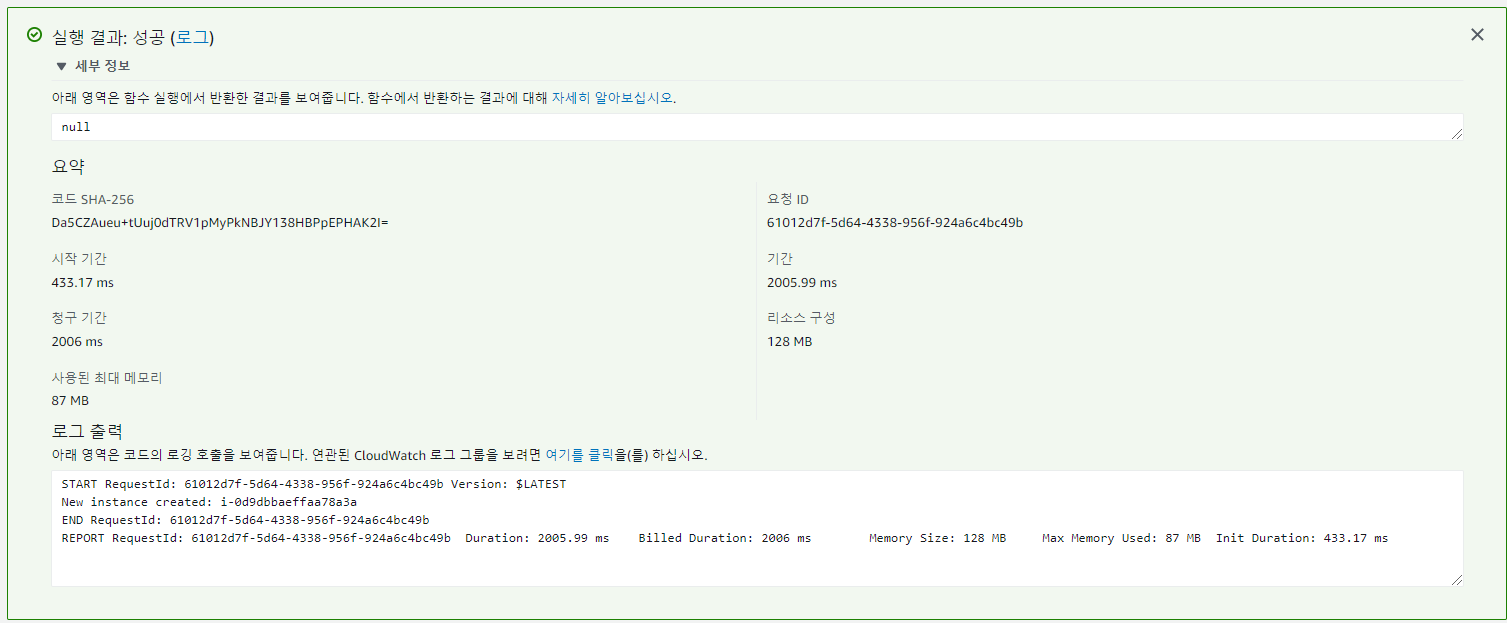 실행 결과: 성공 (로그)
▼ 세부 정보
아래 영역은 함수 실행에서 반환한 결과를 보여줍니다. 함수에서 반환하는 결과에 대해 자세히 알아보십시오.
null
요약
코드 SHA-256
Da5CZAueu+tUuj0dTRV1pMyPkNBJY138HBPpEPHAK2I=
요청 ID
61012d7f-5d64-4338-956f-924a6c4bc49b
시작 기간
433.17 ms
기간
2005.99 ms
청구 기간
2006 ms
리소스 구성
128 MB
사용된 최대 메모리
87 MB
로그 출력
아래 영역은 코드의 로깅 호출을 보여줍니다. 연관된 CloudWatch 로그 그룹을 보려면 여기를 클릭을(를) 하십시오.
START RequestId: 61012d7f-5d64-4338-956f-924a6c4bc49b Version: $LATEST
New instance created: i-0d9dbbaeffaa78a3a
END RequestId: 61012d7f-5d64-4338-956f-924a6c4bc49b
REPORT RequestId: 61012d7f-5d64-4338-956f-924a6c4bc49b Duration: 2005.99 ms Billed Duration: 2006 ms Memory Size: 128 MB Max Memory Used: 87 MB Init Duration: 433.17 ms